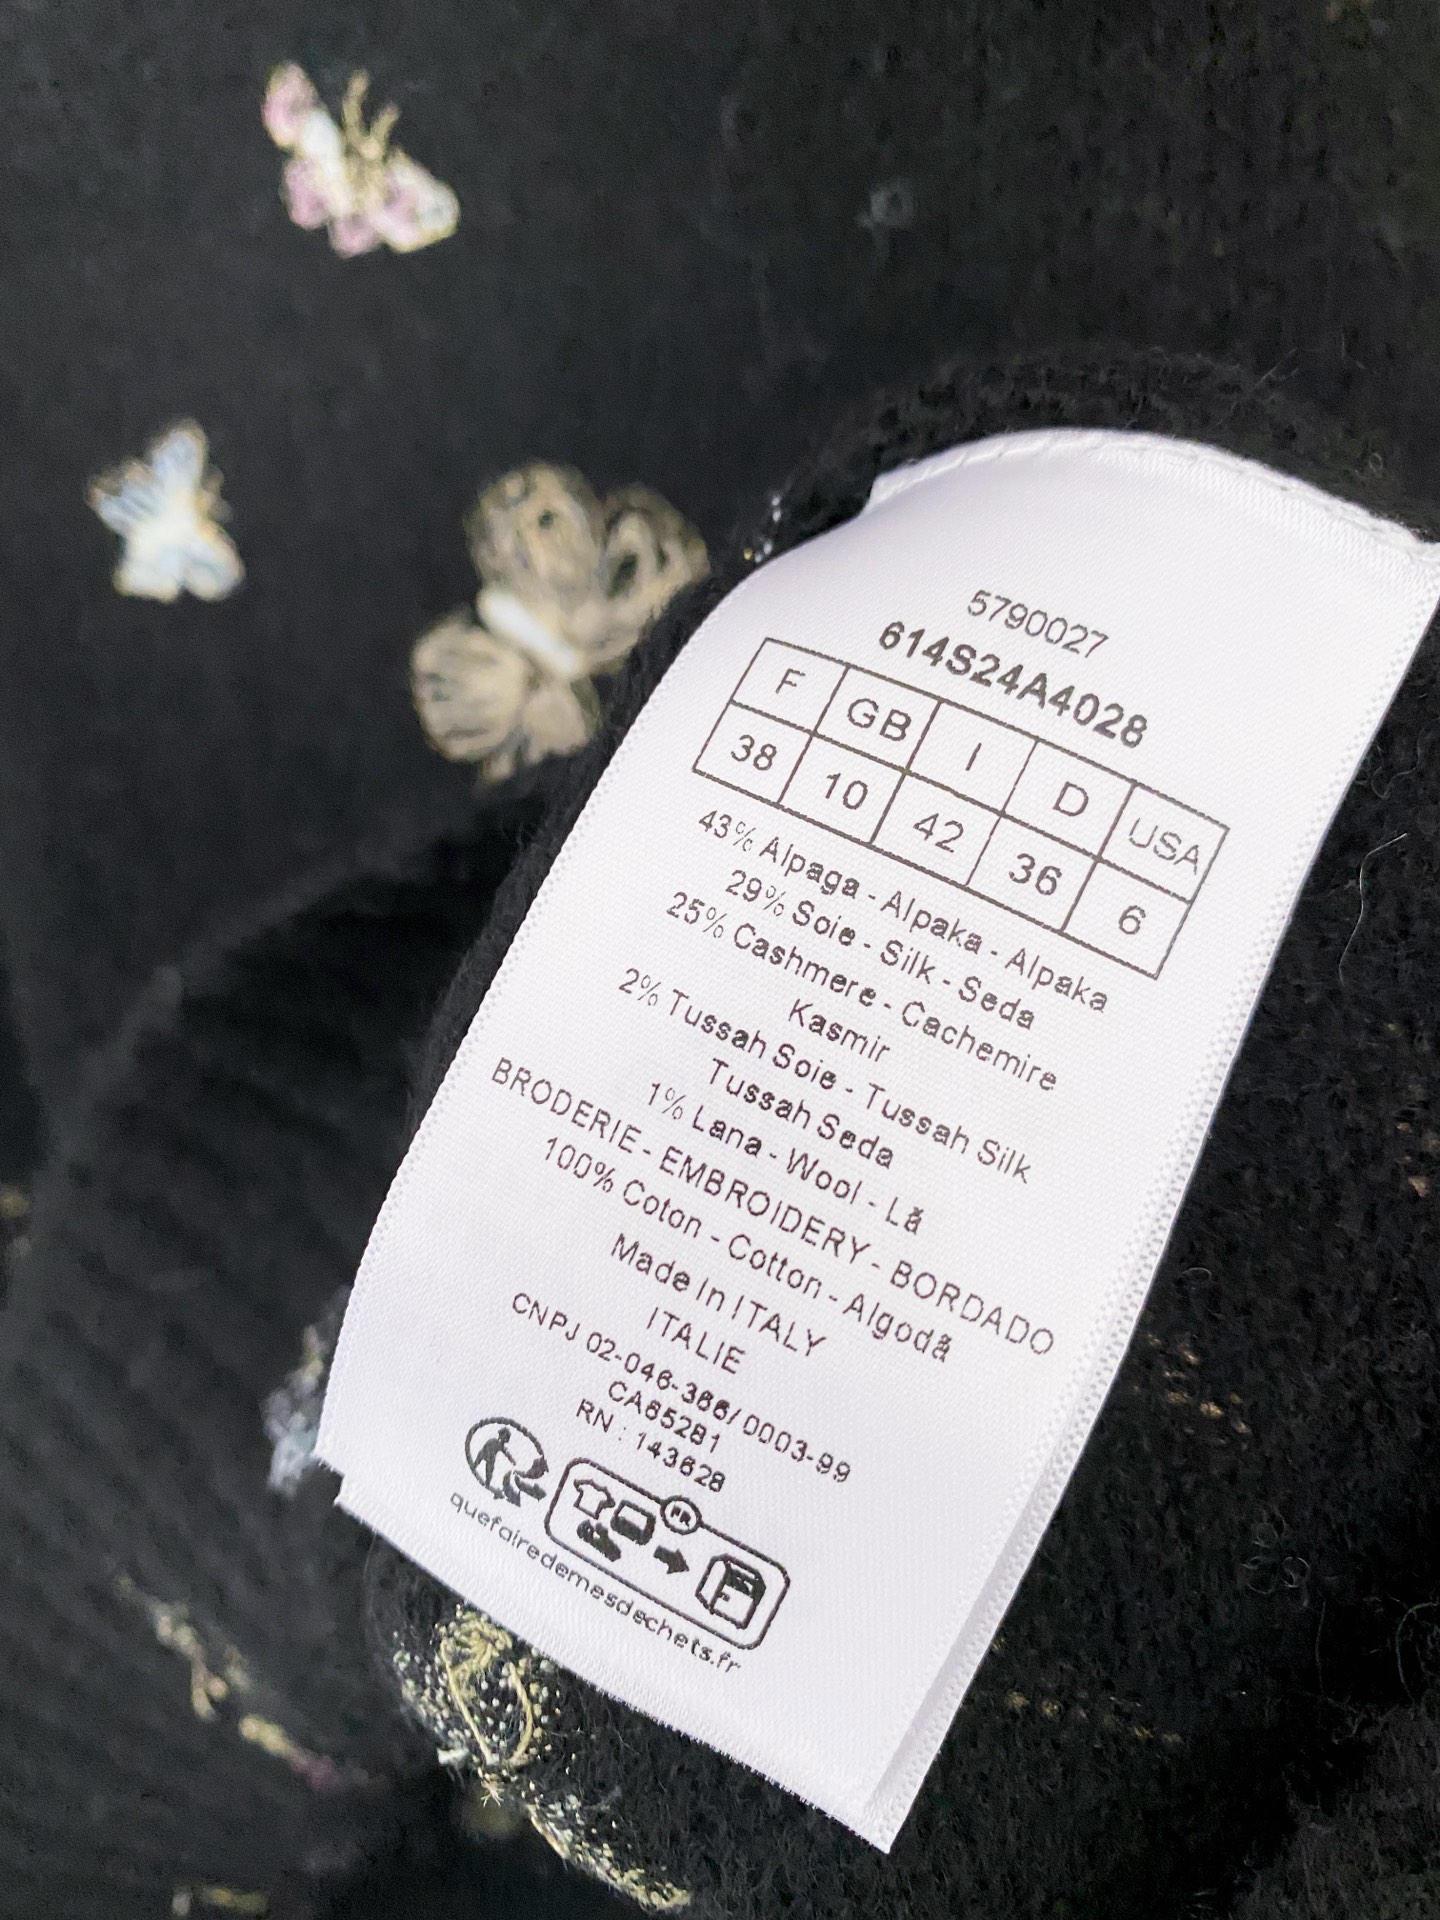 5790027
614S24A4028
F GB I D USA
38 10 42 36 6
43% Alpaga - Alpaka - Alpaka
29% Soie - Silk - Seda
25% Cashmere - Cachemire
Kasmir
2% Tussah Soie - Tussah Silk
Tussah Seda
1% Lana - Wool - Lã
BRODERIE - EMBROIDERY - BORDADO
100% Coton - Cotton - Algodã
Made In ITALY
ITALIE
CNPJ 02-046-366/ 0003-99
CA65281
RN : 143628
FR
quefairedemesdechets.fr